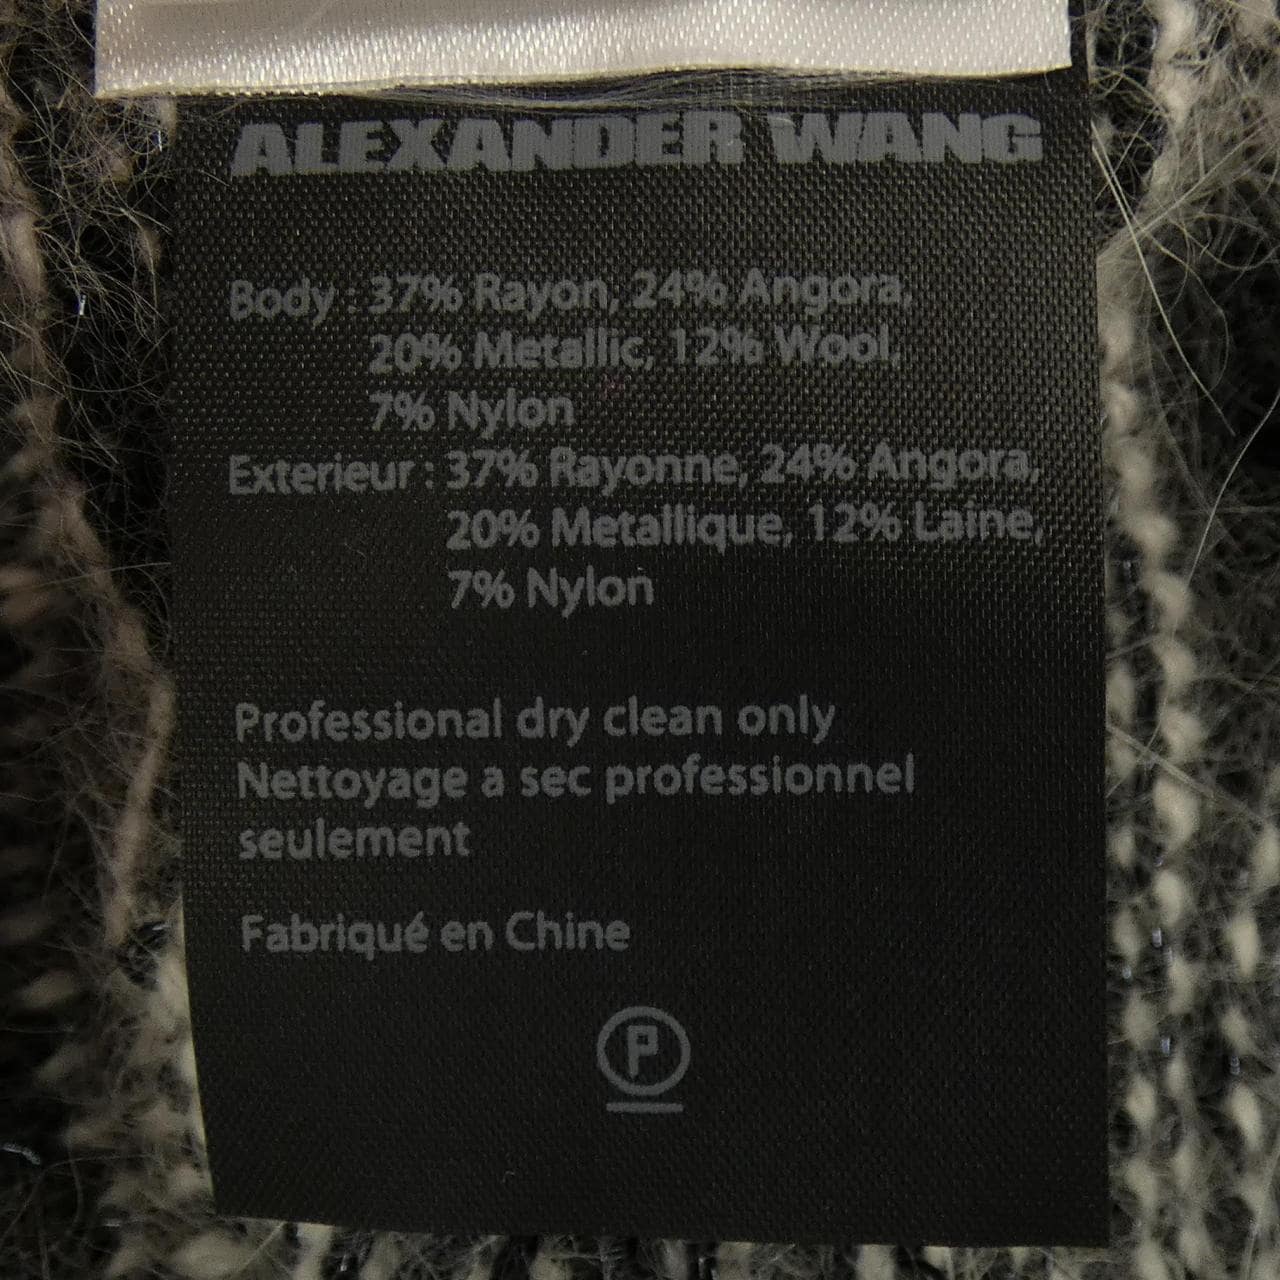 ALEXANDER WANG
Body : 37% Rayon, 24% Angora,
20% Metallic, 12% Wool,
7% Nylon
Exterieur : 37% Rayonne, 24% Angora,
20% Metallique, 12% Laine,
7% Nylon
Professional dry clean only
Nettoyage a sec professionnel
seulement
Fabriqué en Chine
P